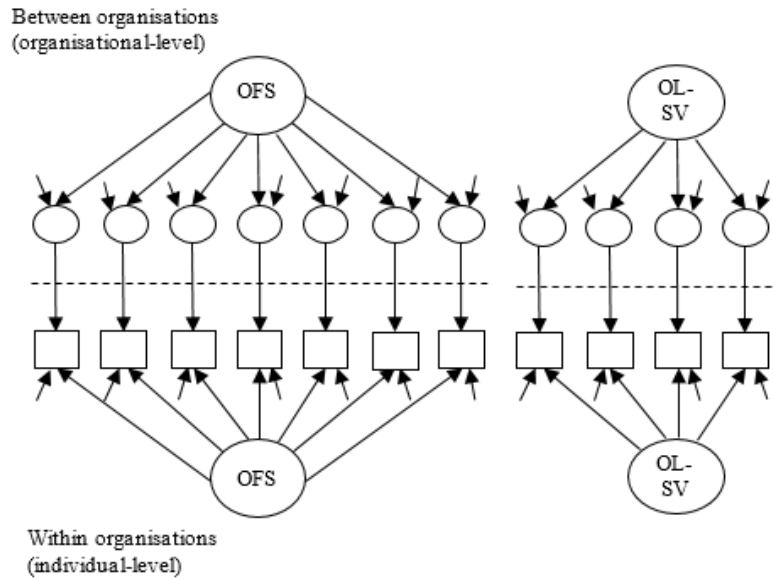 Between organisations
(organisational-level)
OFS
OL-
SV
OFS
OL-
SV
Within organisations
(individual-level)